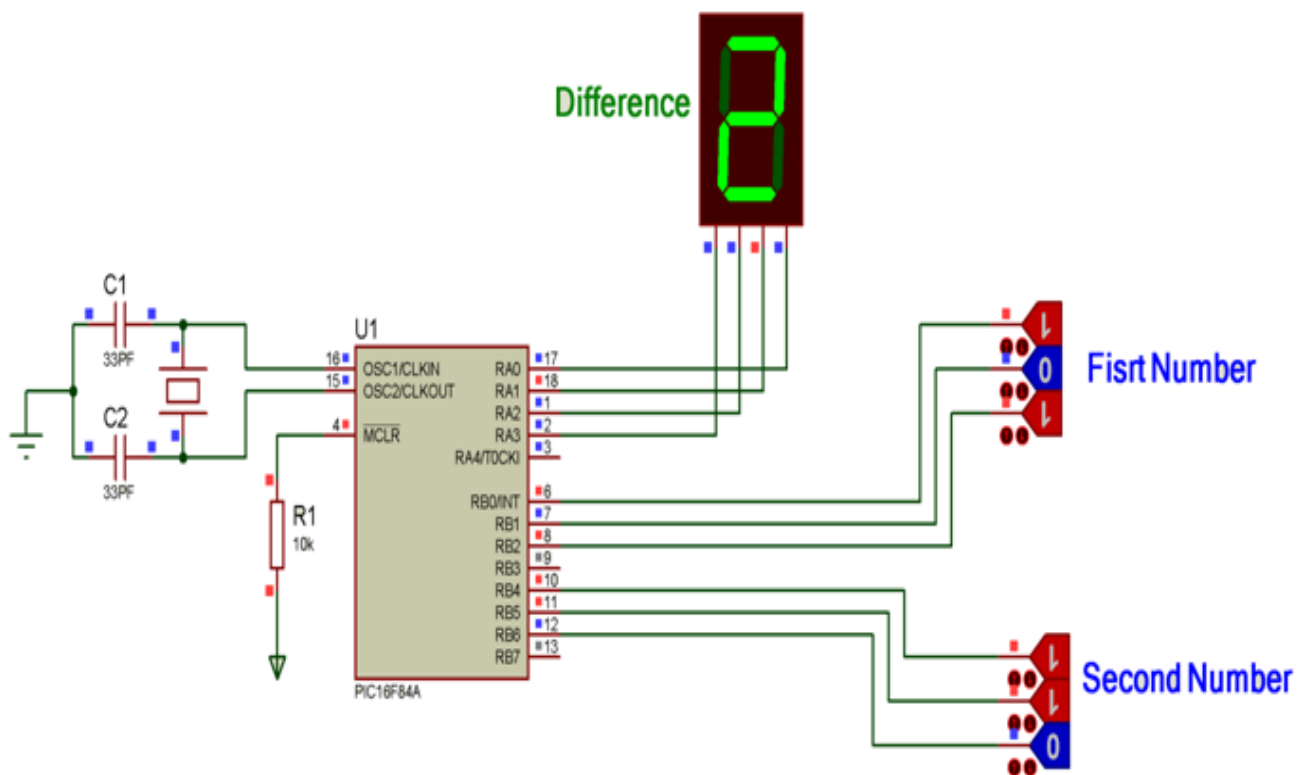 Difference
2
C1
33PF
C2
33PF
R1
10k
U1
16 OSC1/CLKIN
15 OSC2/CLKOUT
4 MCLR
RA0 17
RA1 18
RA2 1
RA3 2
RA4/T0CKI 3
RB0/INT 6
RB1 7
RB2 8
RB3 9
RB4 10
RB5 11
RB6 12
RB7 13
PIC16F84A
1
0
1
Fisrt Number
1
1
0
Second Number